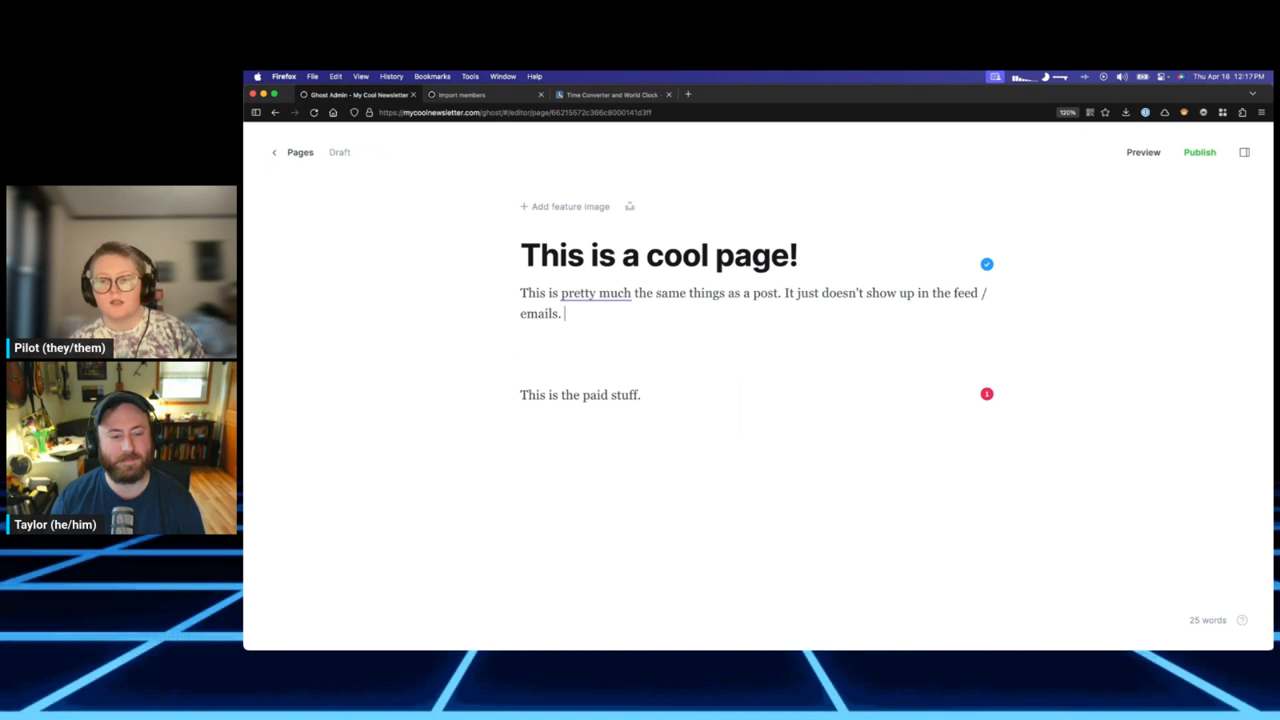 Firefox File Edit View History Bookmarks Tools Window Help Thu Apr 18 12:17 PM
Ghost Admin - My Cool Newsletter Import members Time Converter and World Clock
https://mycoolnewsletter.com/ghost/#/editor/page/66215572c366c8000141d3ff 120%
Pages Draft Preview Publish
+ Add feature image
This is a cool page!
This is pretty much the same things as a post. It just doesn't show up in the feed /
emails.
This is the paid stuff. 1
25 words ?
Pilot (they/them)
Taylor (he/him)